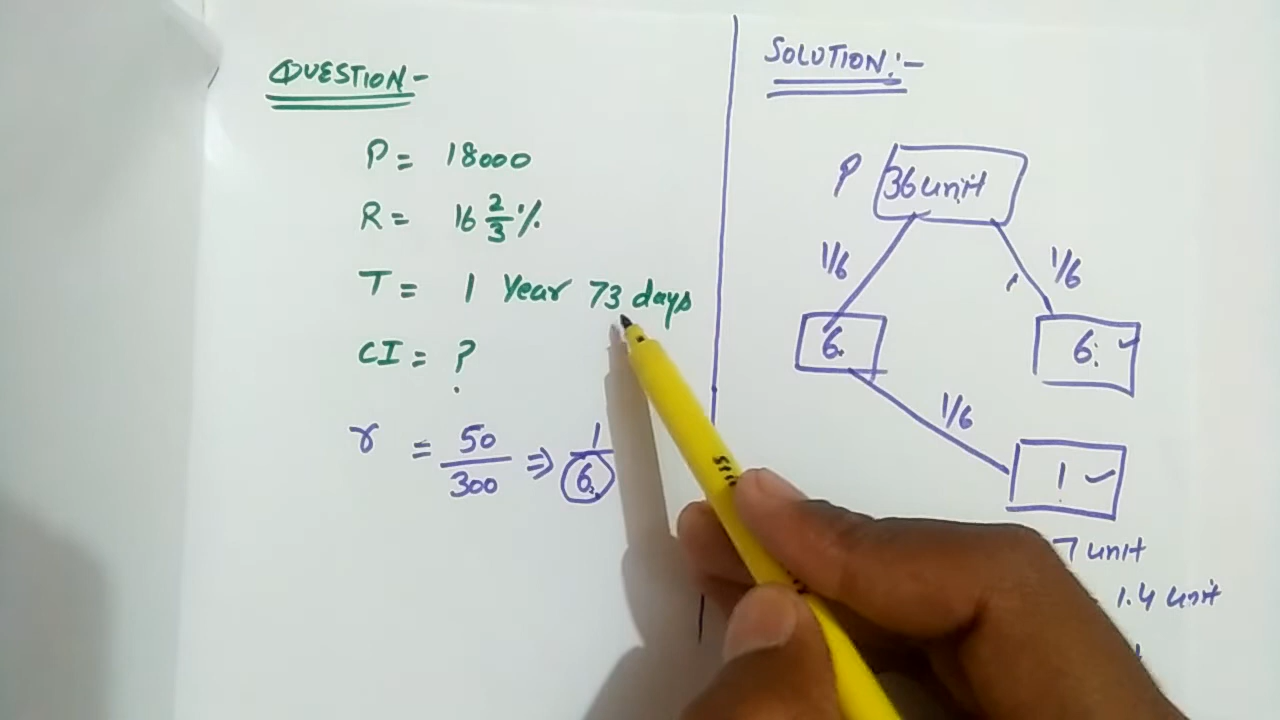 QUESTION-
P = 18000
R = 16 2/3 %
T = 1 Year 73 days
CI = ?
r = 50/300 ⇒ 1/6
SOLUTION:-
P 36 unit
1/6 1/6
6 6 ✓
1/6
1 ✓
7 unit
1.4 unit